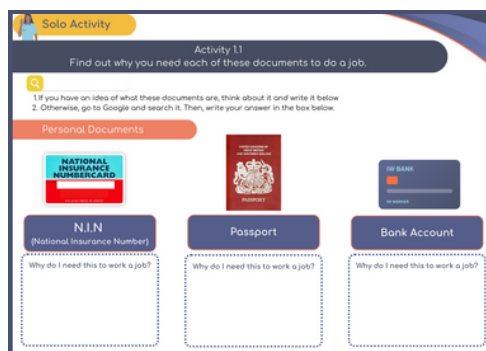 Solo Activity
Activity 1.1
Find out why you need each of these documents to do a job.
1.If you have an idea of what these documents are, think about it and write it below
2. Otherwise, go to Google and search it. Then, write your answer in the box below.
Personal Documents
NATIONAL
INSURANCE
NUMBERCARD
PASSPORT
IW BANK
N.I.N
(National Insurance Number)
Passport
Bank Account
Why do I need this to work a job?
Why do I need this to work a job?
Why do I need this to work a job?